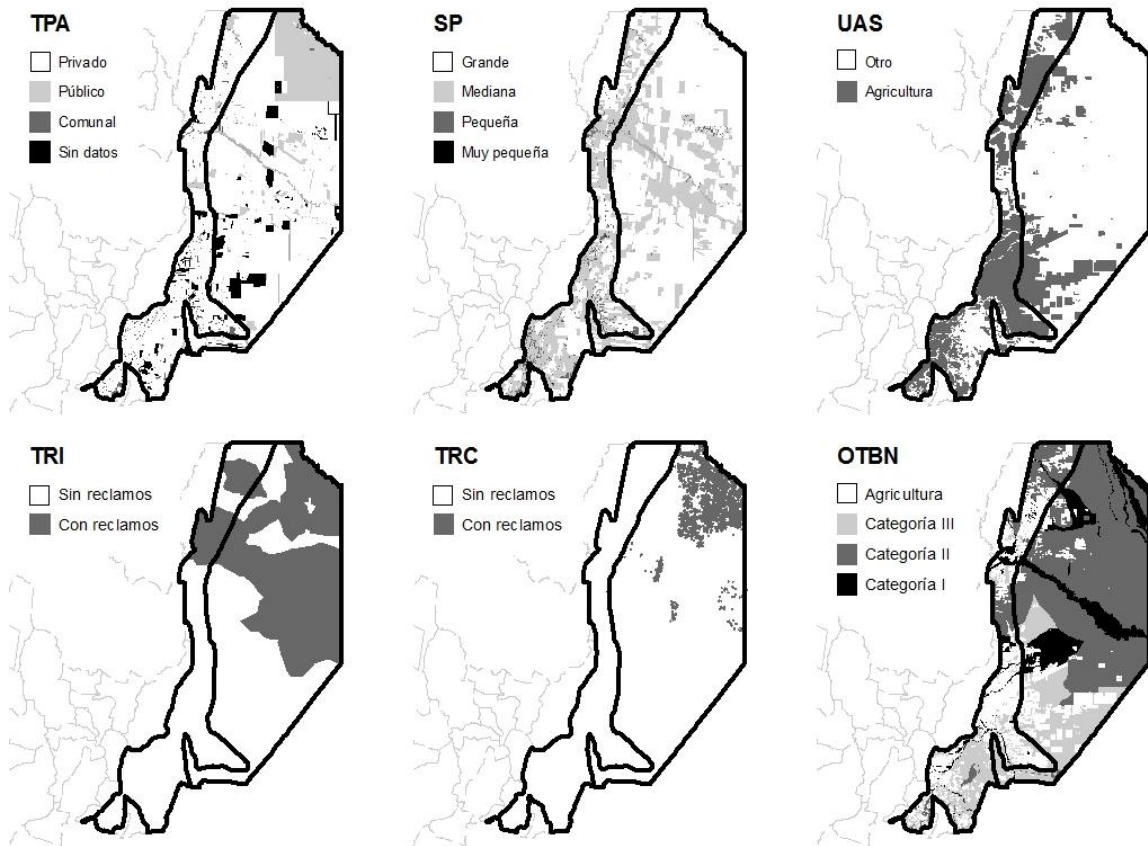 TPA
Privado
Público
Comunal
Sin datos
SP
Grande
Mediana
Pequeña
Muy pequeña
UAS
Otro
Agricultura
TRI
Sin reclamos
Con reclamos
TRC
Sin reclamos
Con reclamos
OTBN
Agricultura
Categoría III
Categoría II
Categoría I